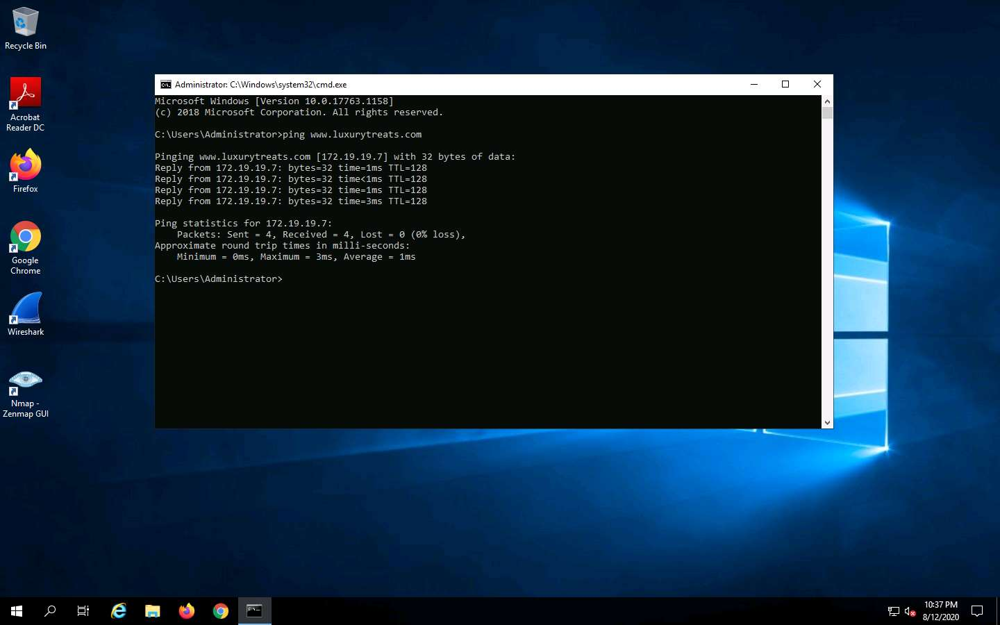 Recycle Bin
Acrobat
Reader DC
Firefox
Google
Chrome
Wireshark
Nmap -
Zenmap GUI
Administrator: C:\Windows\system32\cmd.exe
Microsoft Windows [Version 10.0.17763.1158]
(c) 2018 Microsoft Corporation. All rights reserved.
C:\Users\Administrator>ping www.luxurytreats.com
Pinging www.luxurytreats.com [172.19.19.7] with 32 bytes of data:
Reply from 172.19.19.7: bytes=32 time=1ms TTL=128
Reply from 172.19.19.7: bytes=32 time<1ms TTL=128
Reply from 172.19.19.7: bytes=32 time=1ms TTL=128
Reply from 172.19.19.7: bytes=32 time=3ms TTL=128
Ping statistics for 172.19.19.7:
    Packets: Sent = 4, Received = 4, Lost = 0 (0% loss),
Approximate round trip times in milli-seconds:
    Minimum = 0ms, Maximum = 3ms, Average = 1ms
C:\Users\Administrator>
10:37 PM
8/12/2020